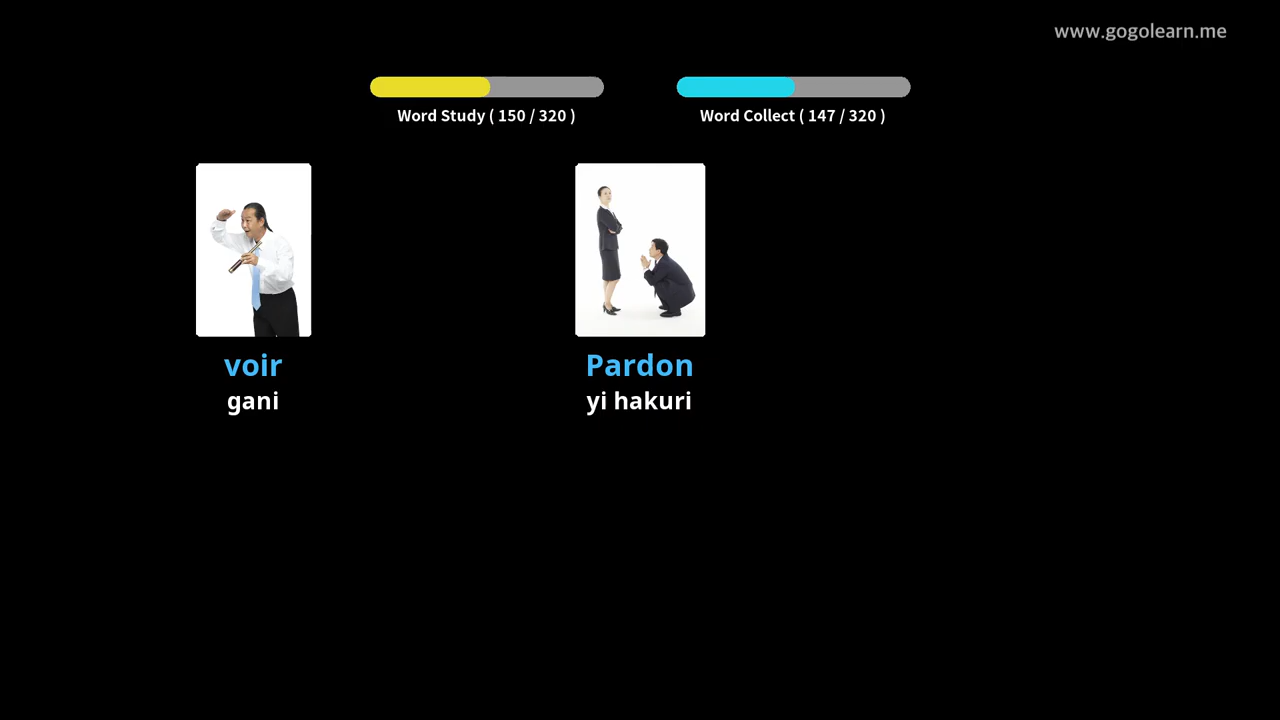 www.gogolearn.me
Word Study ( 150 / 320 )
Word Collect ( 147 / 320 )
voir
gani
Pardon
yi hakuri